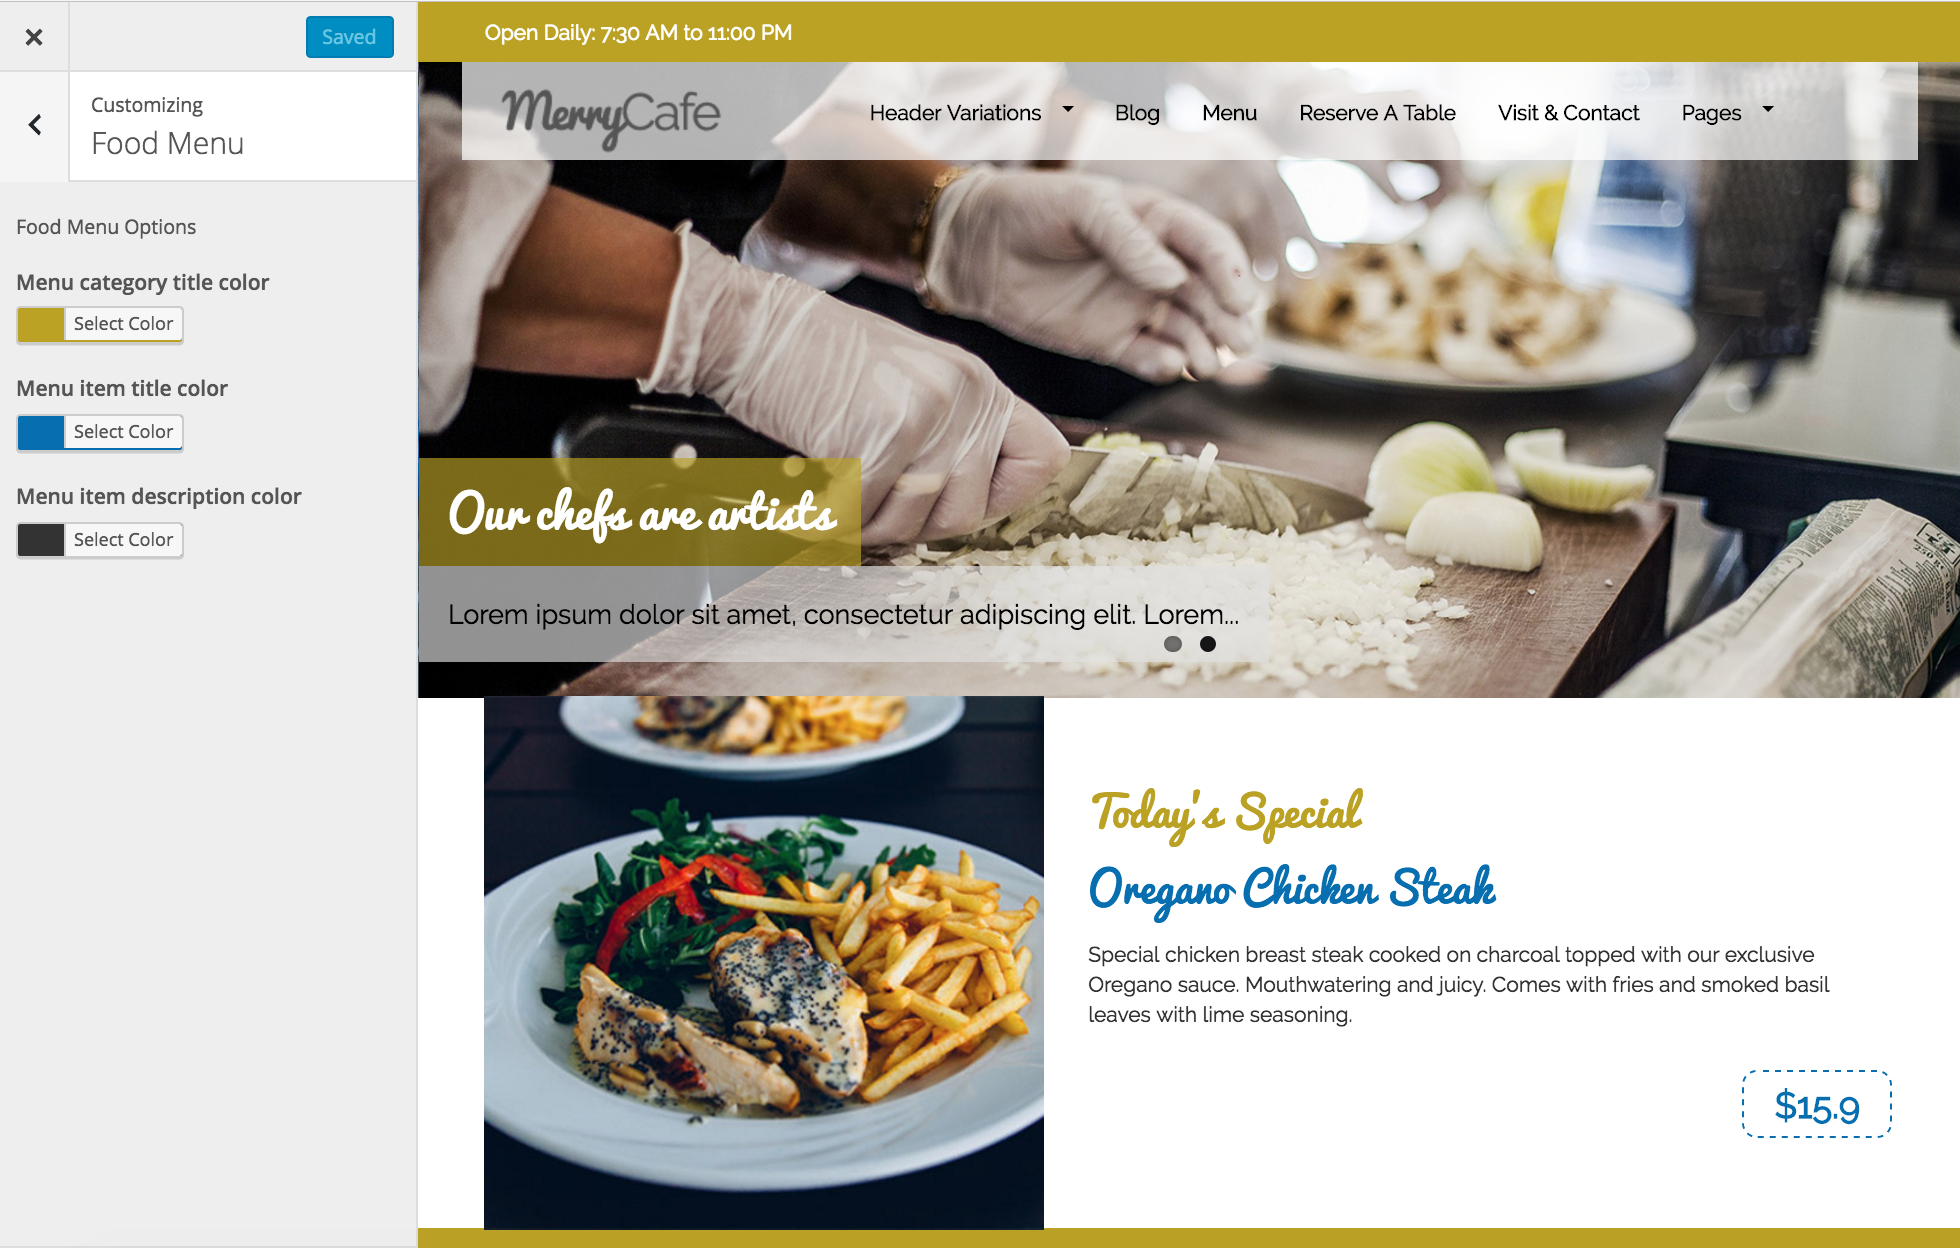 Saved
Customizing
Food Menu
Food Menu Options
Menu category title color
Select Color
Menu item title color
Select Color
Menu item description color
Select Color
Open Daily: 7:30 AM to 11:00 PM
MerryCafe
Header Variations Blog Menu Reserve A Table Visit & Contact Pages
Our chefs are artists
Lorem ipsum dolor sit amet, consectetur adipiscing elit. Lorem...
Today's Special
Oregano Chicken Steak
Special chicken breast steak cooked on charcoal topped with our exclusive
Oregano sauce. Mouthwatering and juicy. Comes with fries and smoked basil
leaves with lime seasoning.
$15.9